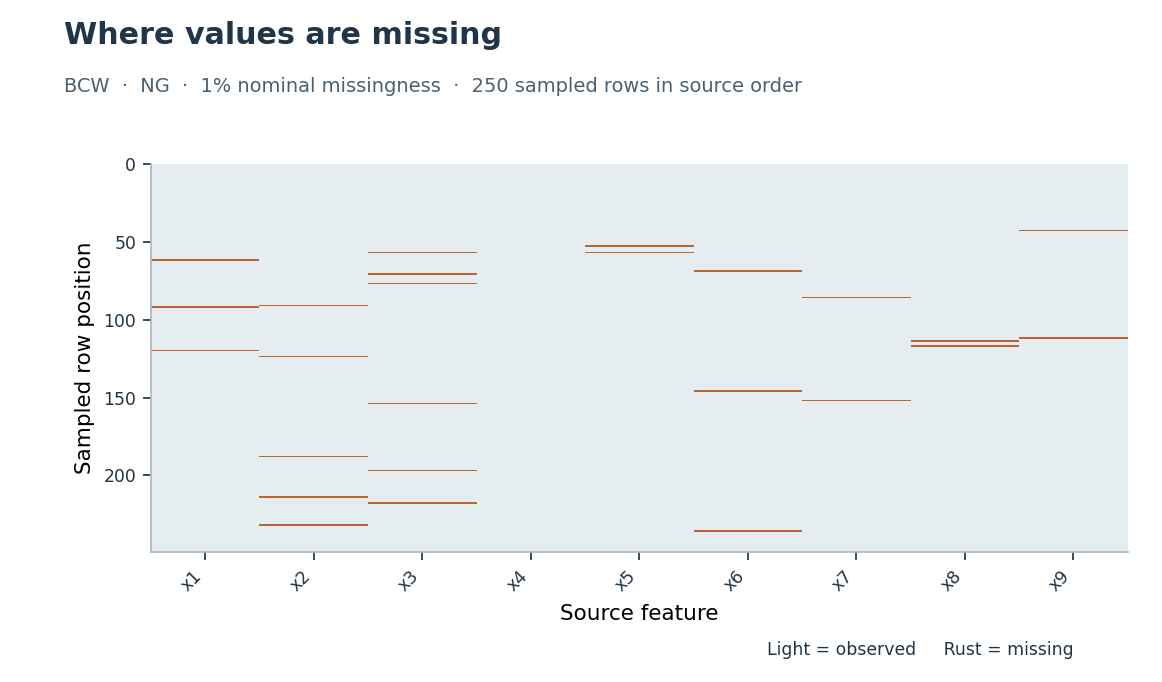 Where values are missing
BCW · NG · 1% nominal missingness · 250 sampled rows in source order
0
50
100
150
200
Sampled row position
x1 x2 x3 x4 x5 x6 x7 x8 x9
Source feature
Light = observed Rust = missing